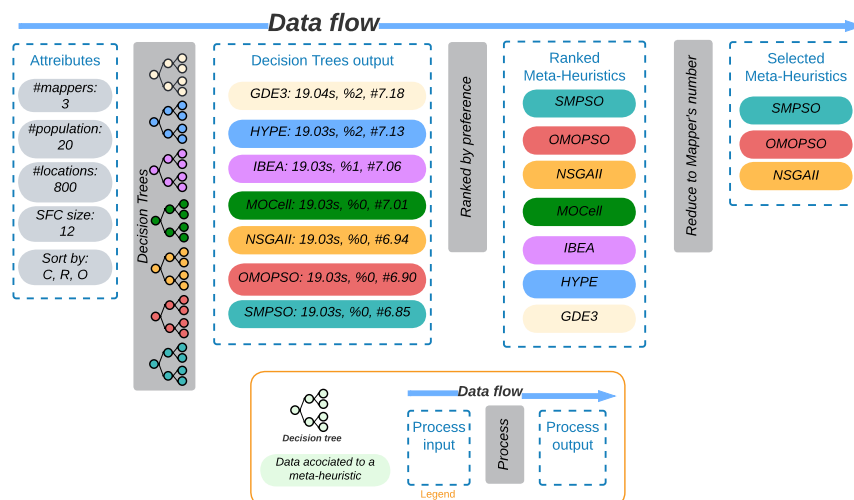 Data flow
Attreibutes
#mappers:
3
#population:
20
#locations:
800
SFC size:
12
Sort by:
C, R, O
Decision Trees
Decision Trees output
GDE3: 19.04s, %2, #7.18
HYPE: 19.03s, %2, #7.13
IBEA: 19.03s, %1, #7.06
MOCell: 19.03s, %0, #7.01
NSGAII: 19.03s, %0, #6.94
OMOPSO: 19.03s, %0, #6.90
SMPSO: 19.03s, %0, #6.85
Ranked by preference
Ranked
Meta-Heuristics
SMPSO
OMOPSO
NSGAII
MOCell
IBEA
HYPE
GDE3
Reduce to Mapper's number
Selected
Meta-Heuristics
SMPSO
OMOPSO
NSGAII
Decision tree
Data acociated to a
meta-heuristic
Data flow
Process
input
Process
Process
output
Legend